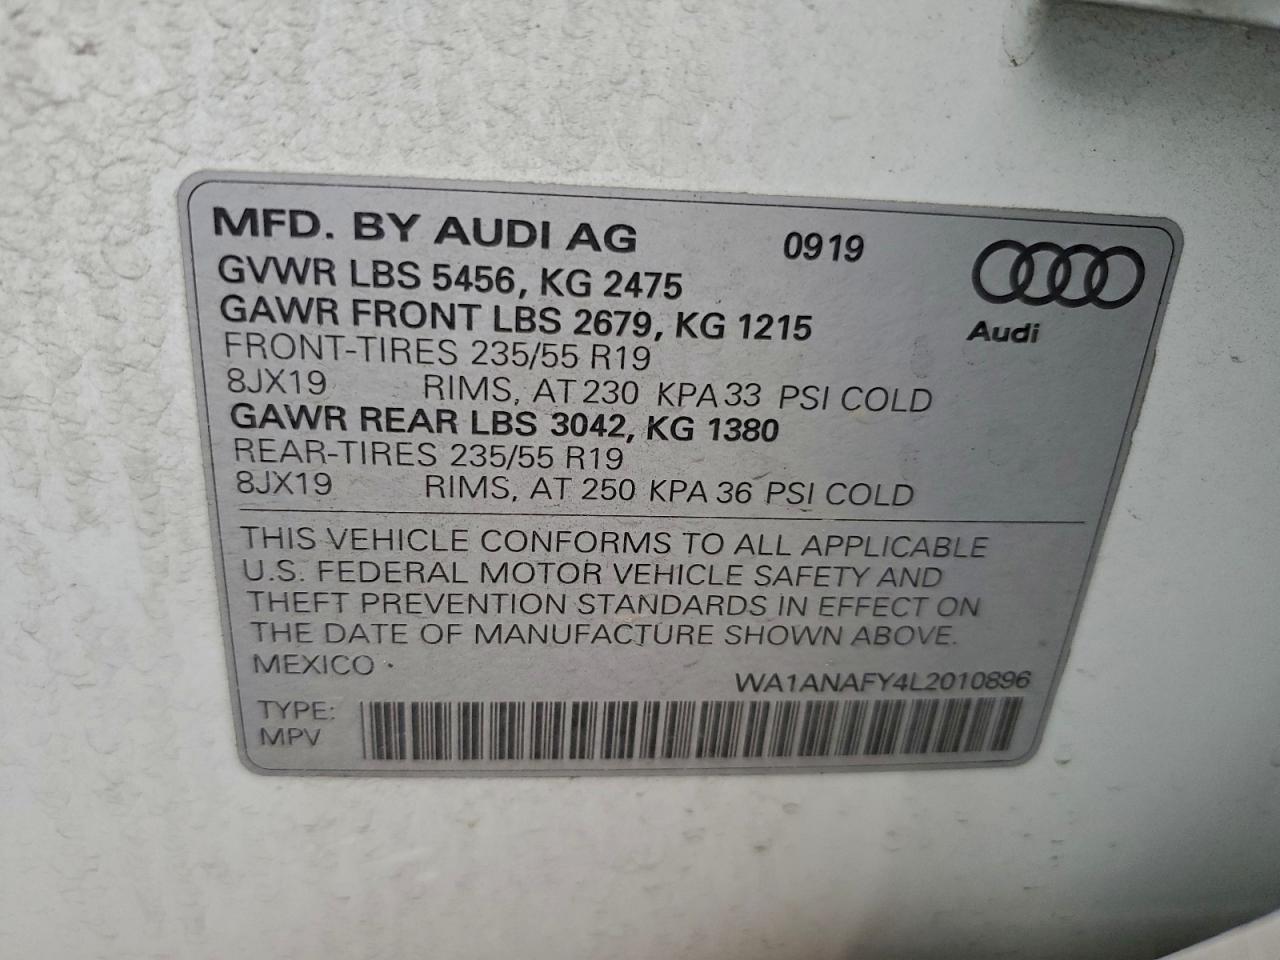 MFD. BY AUDI AG 0919
GVWR LBS 5456, KG 2475
GAWR FRONT LBS 2679, KG 1215
Audi
FRONT-TIRES 235/55 R19
8JX19 RIMS, AT 230 KPA 33 PSI COLD
GAWR REAR LBS 3042, KG 1380
REAR-TIRES 235/55 R19
8JX19 RIMS, AT 250 KPA 36 PSI COLD
THIS VEHICLE CONFORMS TO ALL APPLICABLE
U.S. FEDERAL MOTOR VEHICLE SAFETY AND
THEFT PREVENTION STANDARDS IN EFFECT ON
THE DATE OF MANUFACTURE SHOWN ABOVE.
MEXICO
WA1ANAFY4L2010896
TYPE:
MPV